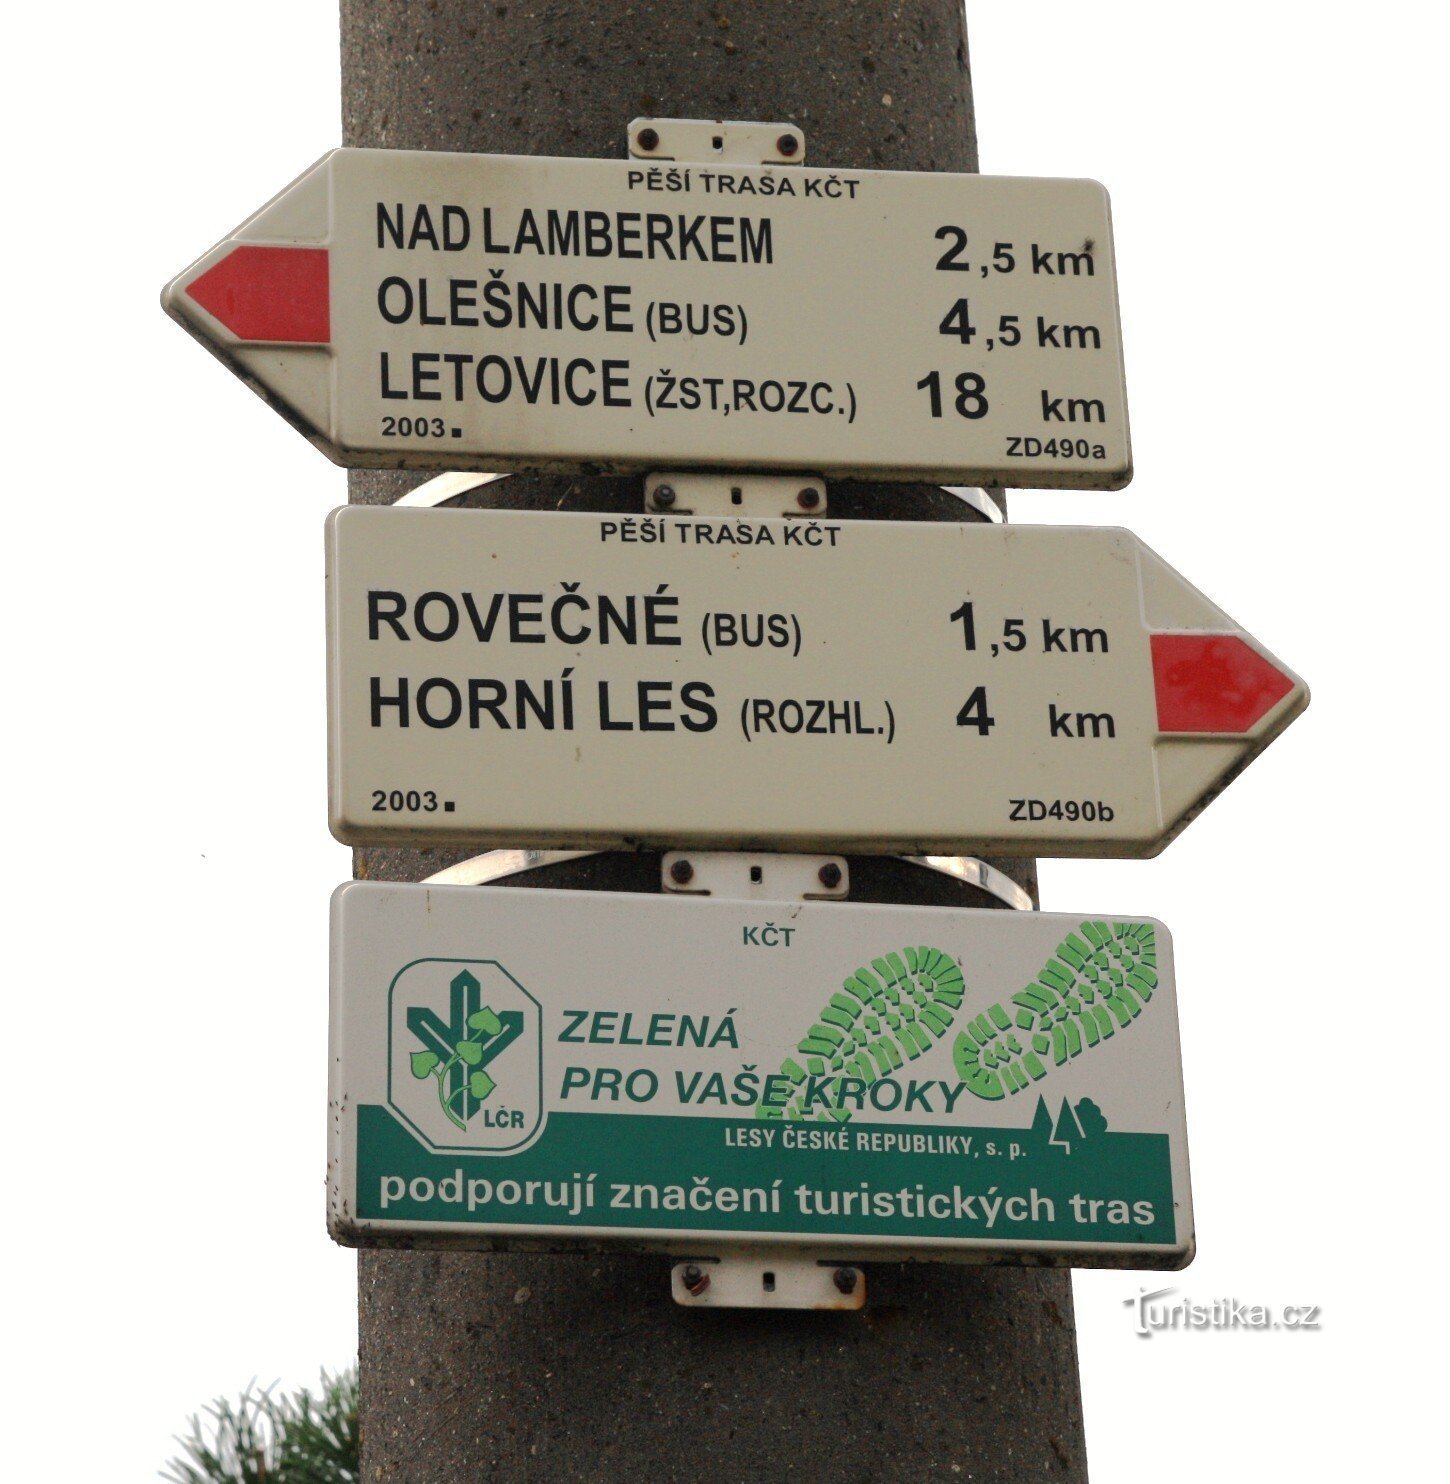 PĚŠÍ TRASA KČT
NAD LAMBERKEM 2,5 km
OLEŠNICE (BUS) 4,5 km
LETOVICE (ŽST,ROZC.) 18 km
2003 ZD490a
PĚŠÍ TRASA KČT
ROVEČNÉ (BUS) 1,5 km
HORNÍ LES (ROZHL.) 4 km
2003 ZD490b
KČT
ZELENÁ
PRO VAŠE KROKY
LČR
LESY ČESKÉ REPUBLIKY, s. p.
podporují značení turistických tras
Turistika.cz